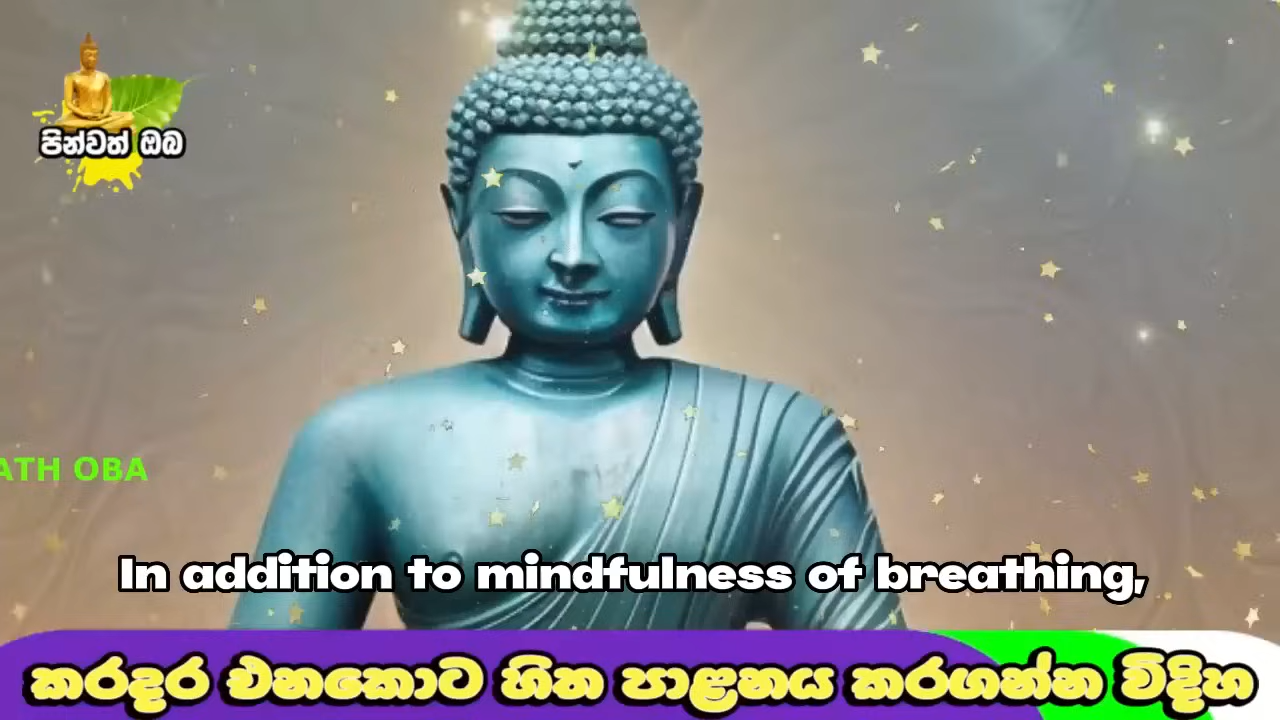 පින්වත් ඔබ
ATH OBA
In addition to mindfulness of breathing,
කරදර එනකොට හිත පාළනය කරගන්න විදිහ